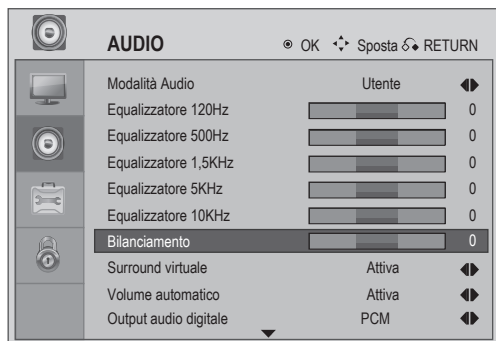 AUDIO OK Sposta RETURN
Modalità Audio Utente
Equalizzatore 120Hz 0
Equalizzatore 500Hz 0
Equalizzatore 1,5KHz 0
Equalizzatore 5KHz 0
Equalizzatore 10KHz 0
Bilanciamento 0
Surround virtuale Attiva
Volume automatico Attiva
Output audio digitale PCM